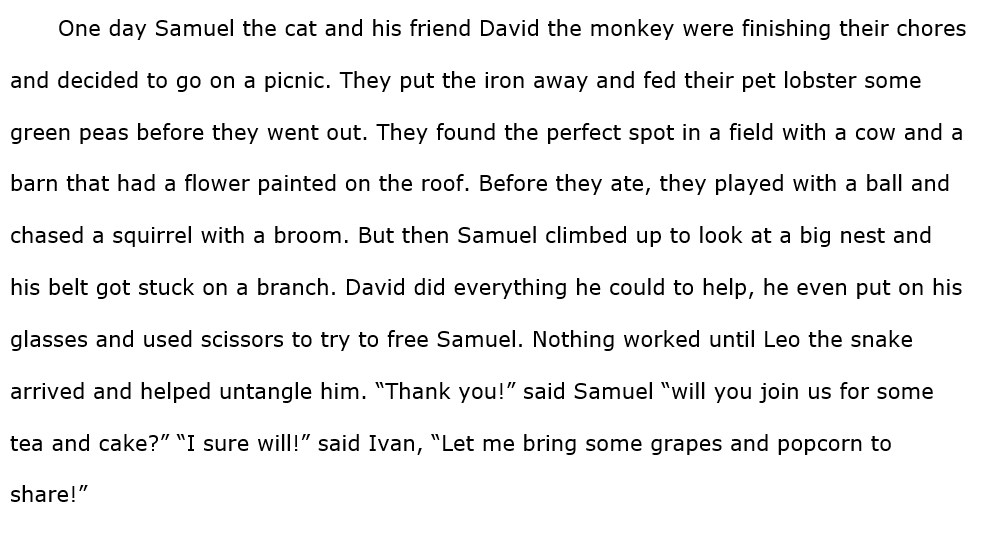 One day Samuel the cat and his friend David the monkey were finishing their chores
and decided to go on a picnic. They put the iron away and fed their pet lobster some
green peas before they went out. They found the perfect spot in a field with a cow and a
barn that had a flower painted on the roof. Before they ate, they played with a ball and
chased a squirrel with a broom. But then Samuel climbed up to look at a big nest and
his belt got stuck on a branch. David did everything he could to help, he even put on his
glasses and used scissors to try to free Samuel. Nothing worked until Leo the snake
arrived and helped untangle him. “Thank you!” said Samuel “will you join us for some
tea and cake?” “I sure will!” said Ivan, “Let me bring some grapes and popcorn to
share!”